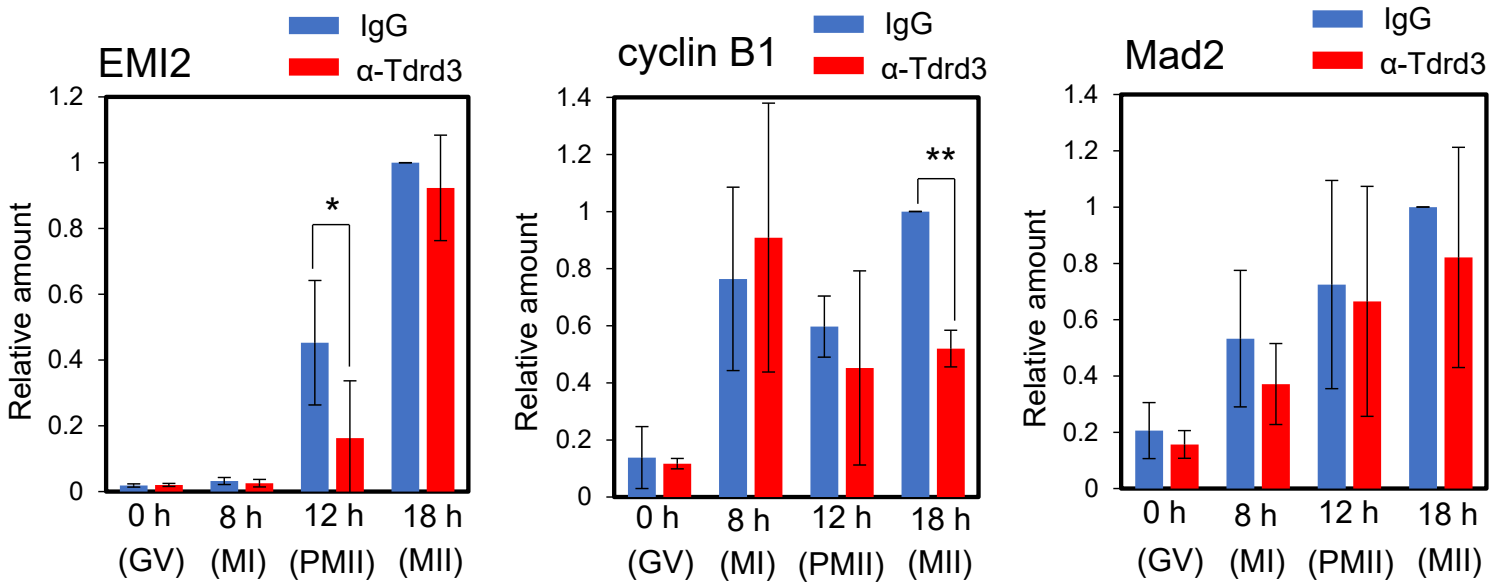 EMI2
IgG
α-Tdrd3
Relative amount
1.2
1
0.8
0.6
0.4
0.2
0
*
0 h
8 h
12 h
18 h
(GV)
(MI)
(PMII)
(MII)
cyclin B1
IgG
α-Tdrd3
Relative amount
1.4
1.2
1
0.8
0.6
0.4
0.2
0
**
0 h
8 h
12 h
18 h
(GV)
(MI)
(PMII)
(MII)
Mad2
IgG
α-Tdrd3
Relative amount
1.4
1.2
1
0.8
0.6
0.4
0.2
0
0 h
8 h
12 h
18 h
(GV)
(MI)
(PMII)
(MII)